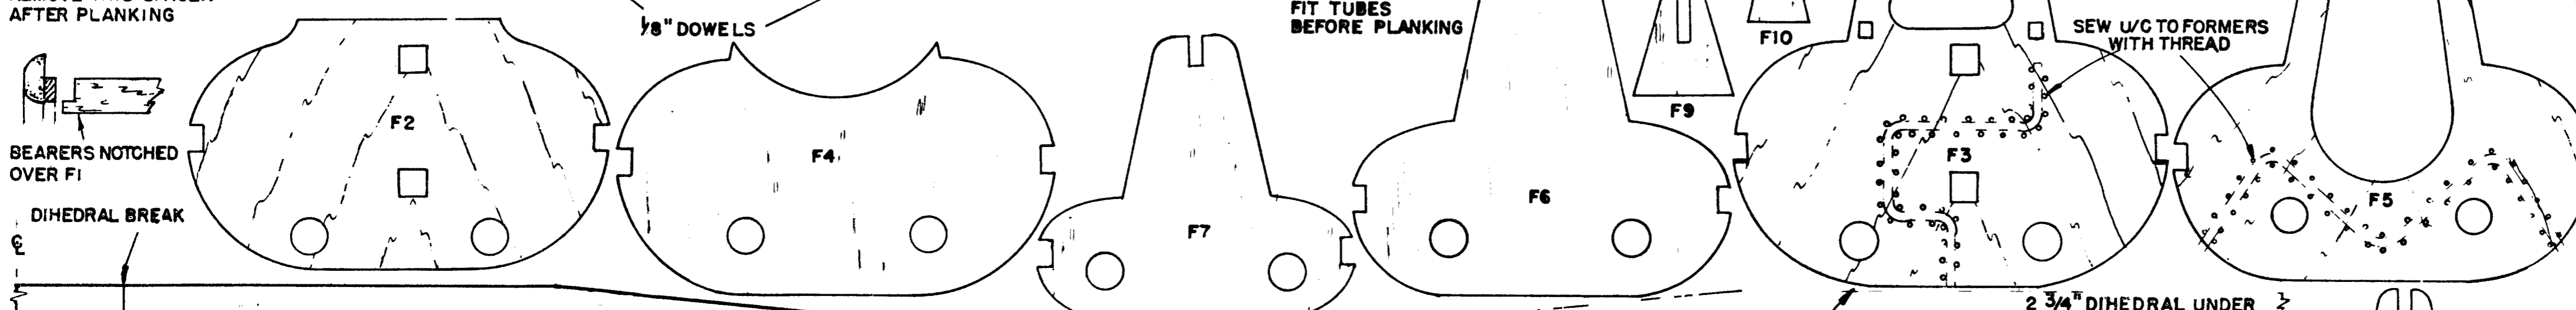 AFTER PLANKING
1/8" DOWELS
FIT TUBES
BEFORE PLANKING
F10
SEW U/C TO FORMERS
WITH THREAD
F9
F2
F4
F3
BEARERS NOTCHED
OVER F1
F6
F5
DIHEDRAL BREAK
F7
℄
2 3/4" DIHEDRAL UNDER